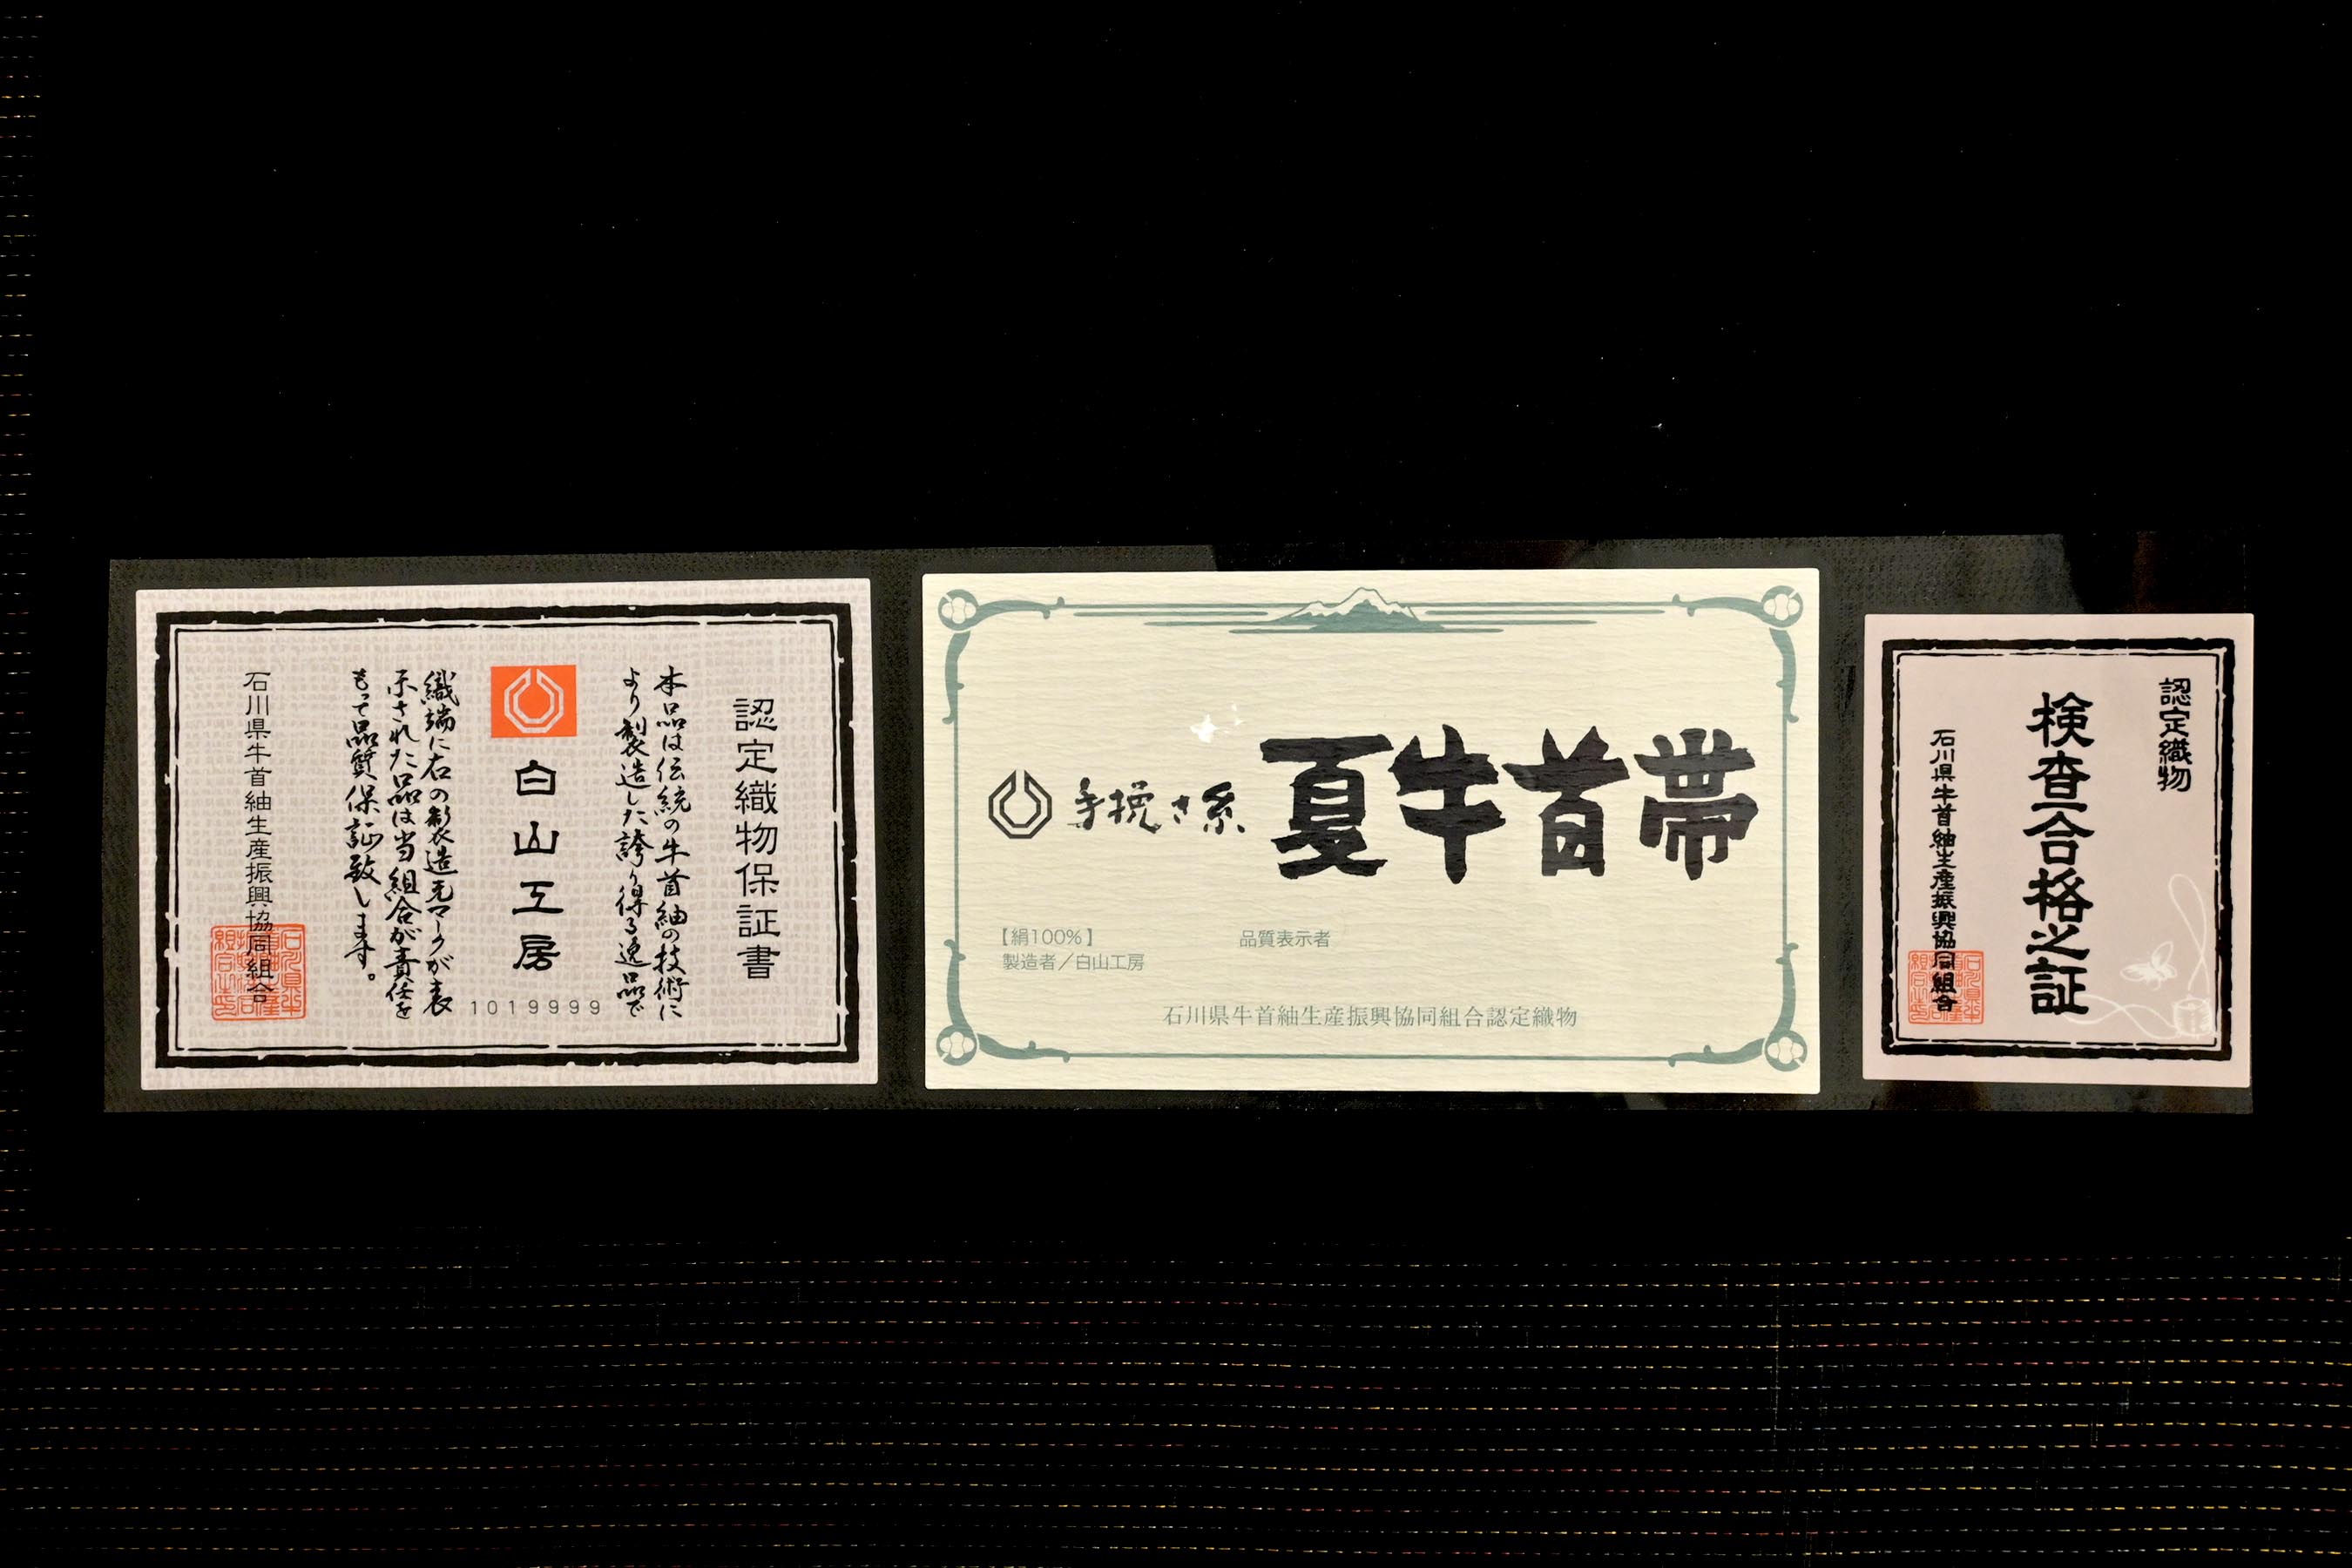 認定織物保証書
本品は伝統の牛首紬の技術に
より製造した誇り得る逸品で
白山工房
1019999
織端に右の製造元マークが表
示された品は当組合が責任を
もって品質保証致します。
石川県牛首紬生産振興協同組合
手挽き糸
夏牛首帯
【絹100%】
製造者／白山工房
品質表示者
石川県牛首紬生産振興協同組合認定織物
認定織物
検査合格之証
石川県牛首紬生産振興協同組合